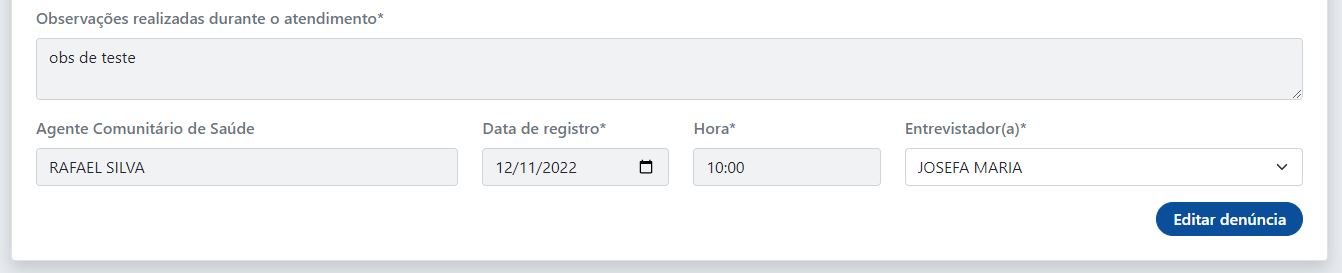 Observações realizadas durante o atendimento*
obs de teste
Agente Comunitário de Saúde
Data de registro*
Hora*
Entrevistador(a)*
RAFAEL SILVA
12/11/2022
10:00
JOSEFA MARIA
Editar denúncia